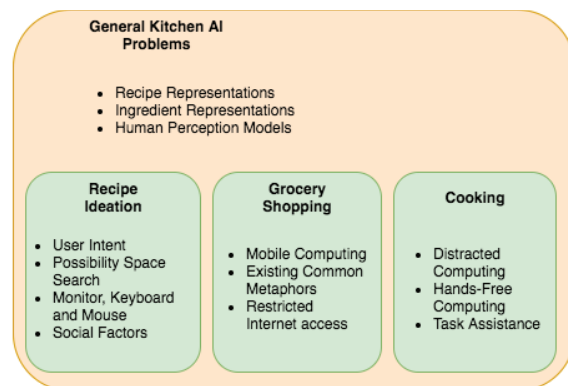 General Kitchen AI
Problems
• Recipe Representations
• Ingredient Representations
• Human Perception Models
Recipe
Ideation
• User Intent
• Possibility Space
Search
• Monitor, Keyboard
and Mouse
• Social Factors
Grocery
Shopping
• Mobile Computing
• Existing Common
Metaphors
• Restricted
Internet access
Cooking
• Distracted
Computing
• Hands-Free
Computing
• Task Assistance